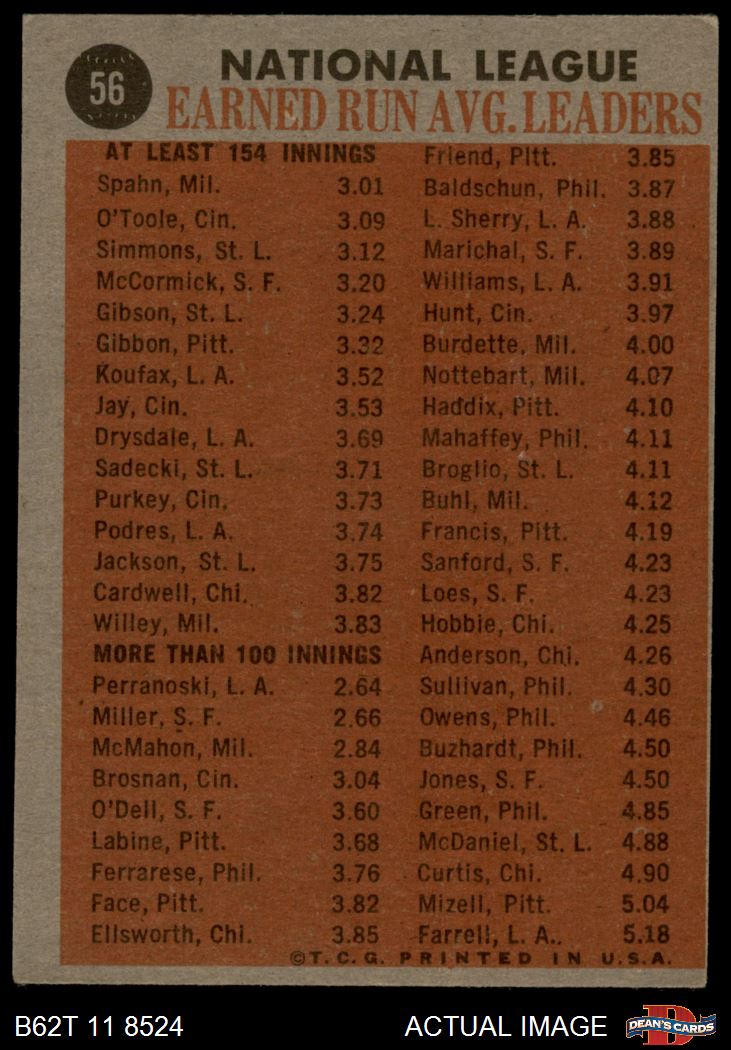 56
NATIONAL LEAGUE
EARNED RUN AVG. LEADERS
AT LEAST 154 INNINGS
Spahn, Mil. 3.01
O'Toole, Cin. 3.09
Simmons, St. L. 3.12
McCormick, S. F. 3.20
Gibson, St. L. 3.24
Gibbon, Pitt. 3.32
Koufax, L. A. 3.52
Jay, Cin. 3.53
Drysdale, L. A. 3.69
Sadecki, St. L. 3.71
Purkey, Cin. 3.73
Podres, L. A. 3.74
Jackson, St. L. 3.75
Cardwell, Chi. 3.82
Willey, Mil. 3.83
MORE THAN 100 INNINGS
Perranoski, L. A. 2.64
Miller, S. F. 2.66
McMahon, Mil. 2.84
Brosnan, Cin. 3.04
O'Dell, S. F. 3.60
Labine, Pitt. 3.68
Ferrarese, Phil. 3.76
Face, Pitt. 3.82
Ellsworth, Chi. 3.85
Friend, Pitt. 3.85
Baldschun, Phil. 3.87
L. Sherry, L. A. 3.88
Marichal, S. F. 3.89
Williams, L. A. 3.91
Hunt, Cin. 3.97
Burdette, Mil. 4.00
Nottebart, Mil. 4.07
Haddix, Pitt. 4.10
Mahaffey, Phil. 4.11
Broglio, St. L. 4.11
Buhl, Mil. 4.12
Francis, Pitt. 4.19
Sanford, S. F. 4.23
Loes, S. F. 4.23
Hobbie, Chi. 4.25
Anderson, Chi. 4.26
Sullivan, Phil. 4.30
Owens, Phil. 4.46
Buzhardt, Phil. 4.50
Jones, S. F. 4.50
Green, Phil. 4.85
McDaniel, St. L. 4.88
Curtis, Chi. 4.90
Mizell, Pitt. 5.04
Farrell, L. A.. 5.18
©T.C.G. PRINTED IN U.S.A.
B62T 11 8524
ACTUAL IMAGE
D
DEAN'S CARDS